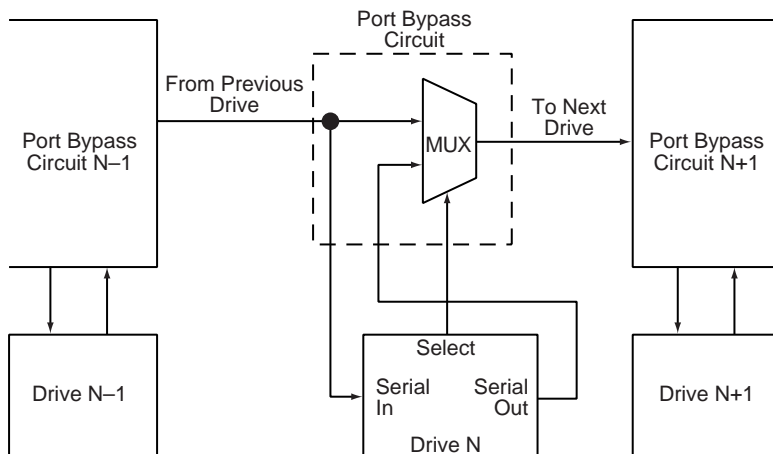 Port Bypass
Circuit
From Previous
Drive
To Next
Drive
Port Bypass
Circuit N–1
MUX
Port Bypass
Circuit N+1
Select
Drive N–1
Serial
In
Serial
Out
Drive N+1
Drive N